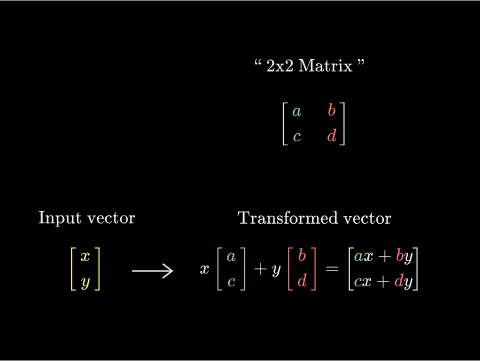 “ 2x2 Matrix ”
[ a b ]
[ c d ]
Input vector
Transformed vector
[ x ] → x [ a ] + y [ b ] = [ ax + by ]
[ y ] [ c ] [ d ] [ cx + dy ]